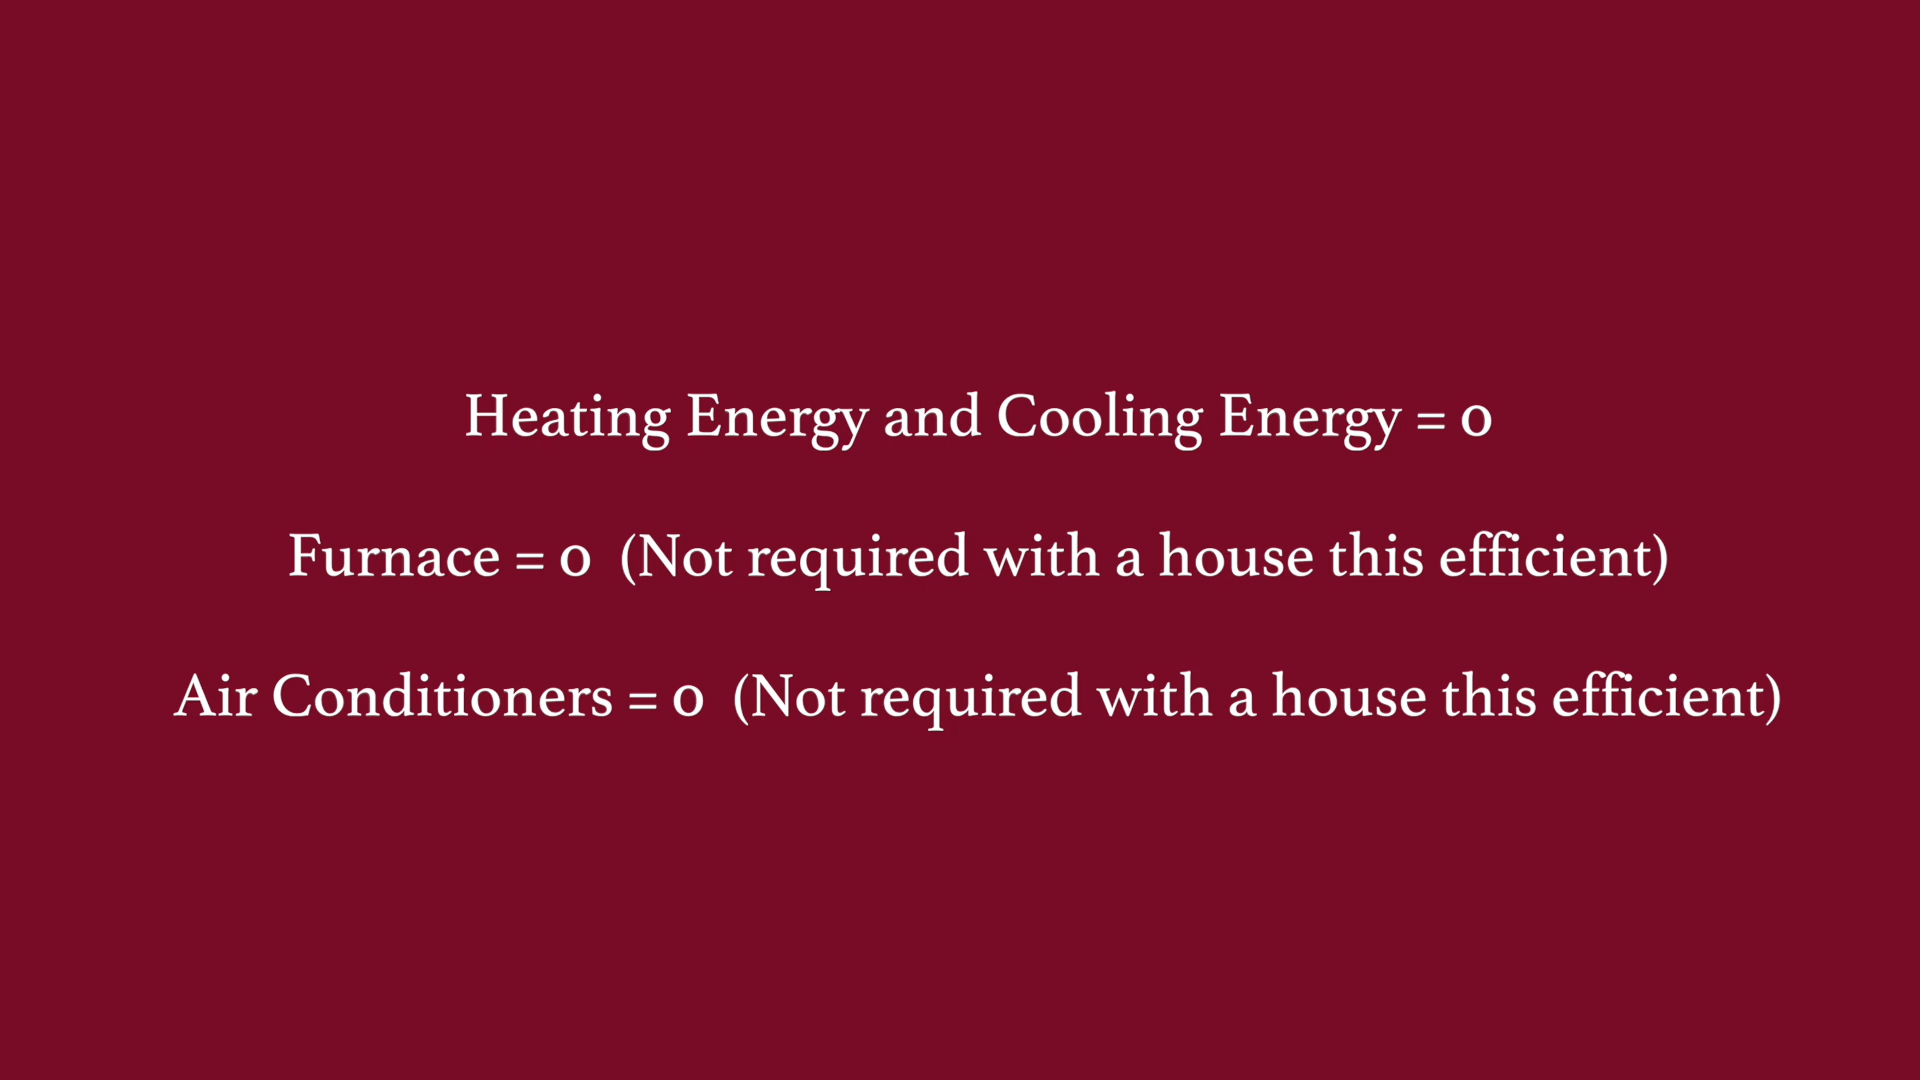 Heating Energy and Cooling Energy = 0
Furnace = 0 (Not required with a house this efficient)
Air Conditioners = 0 (Not required with a house this efficient)